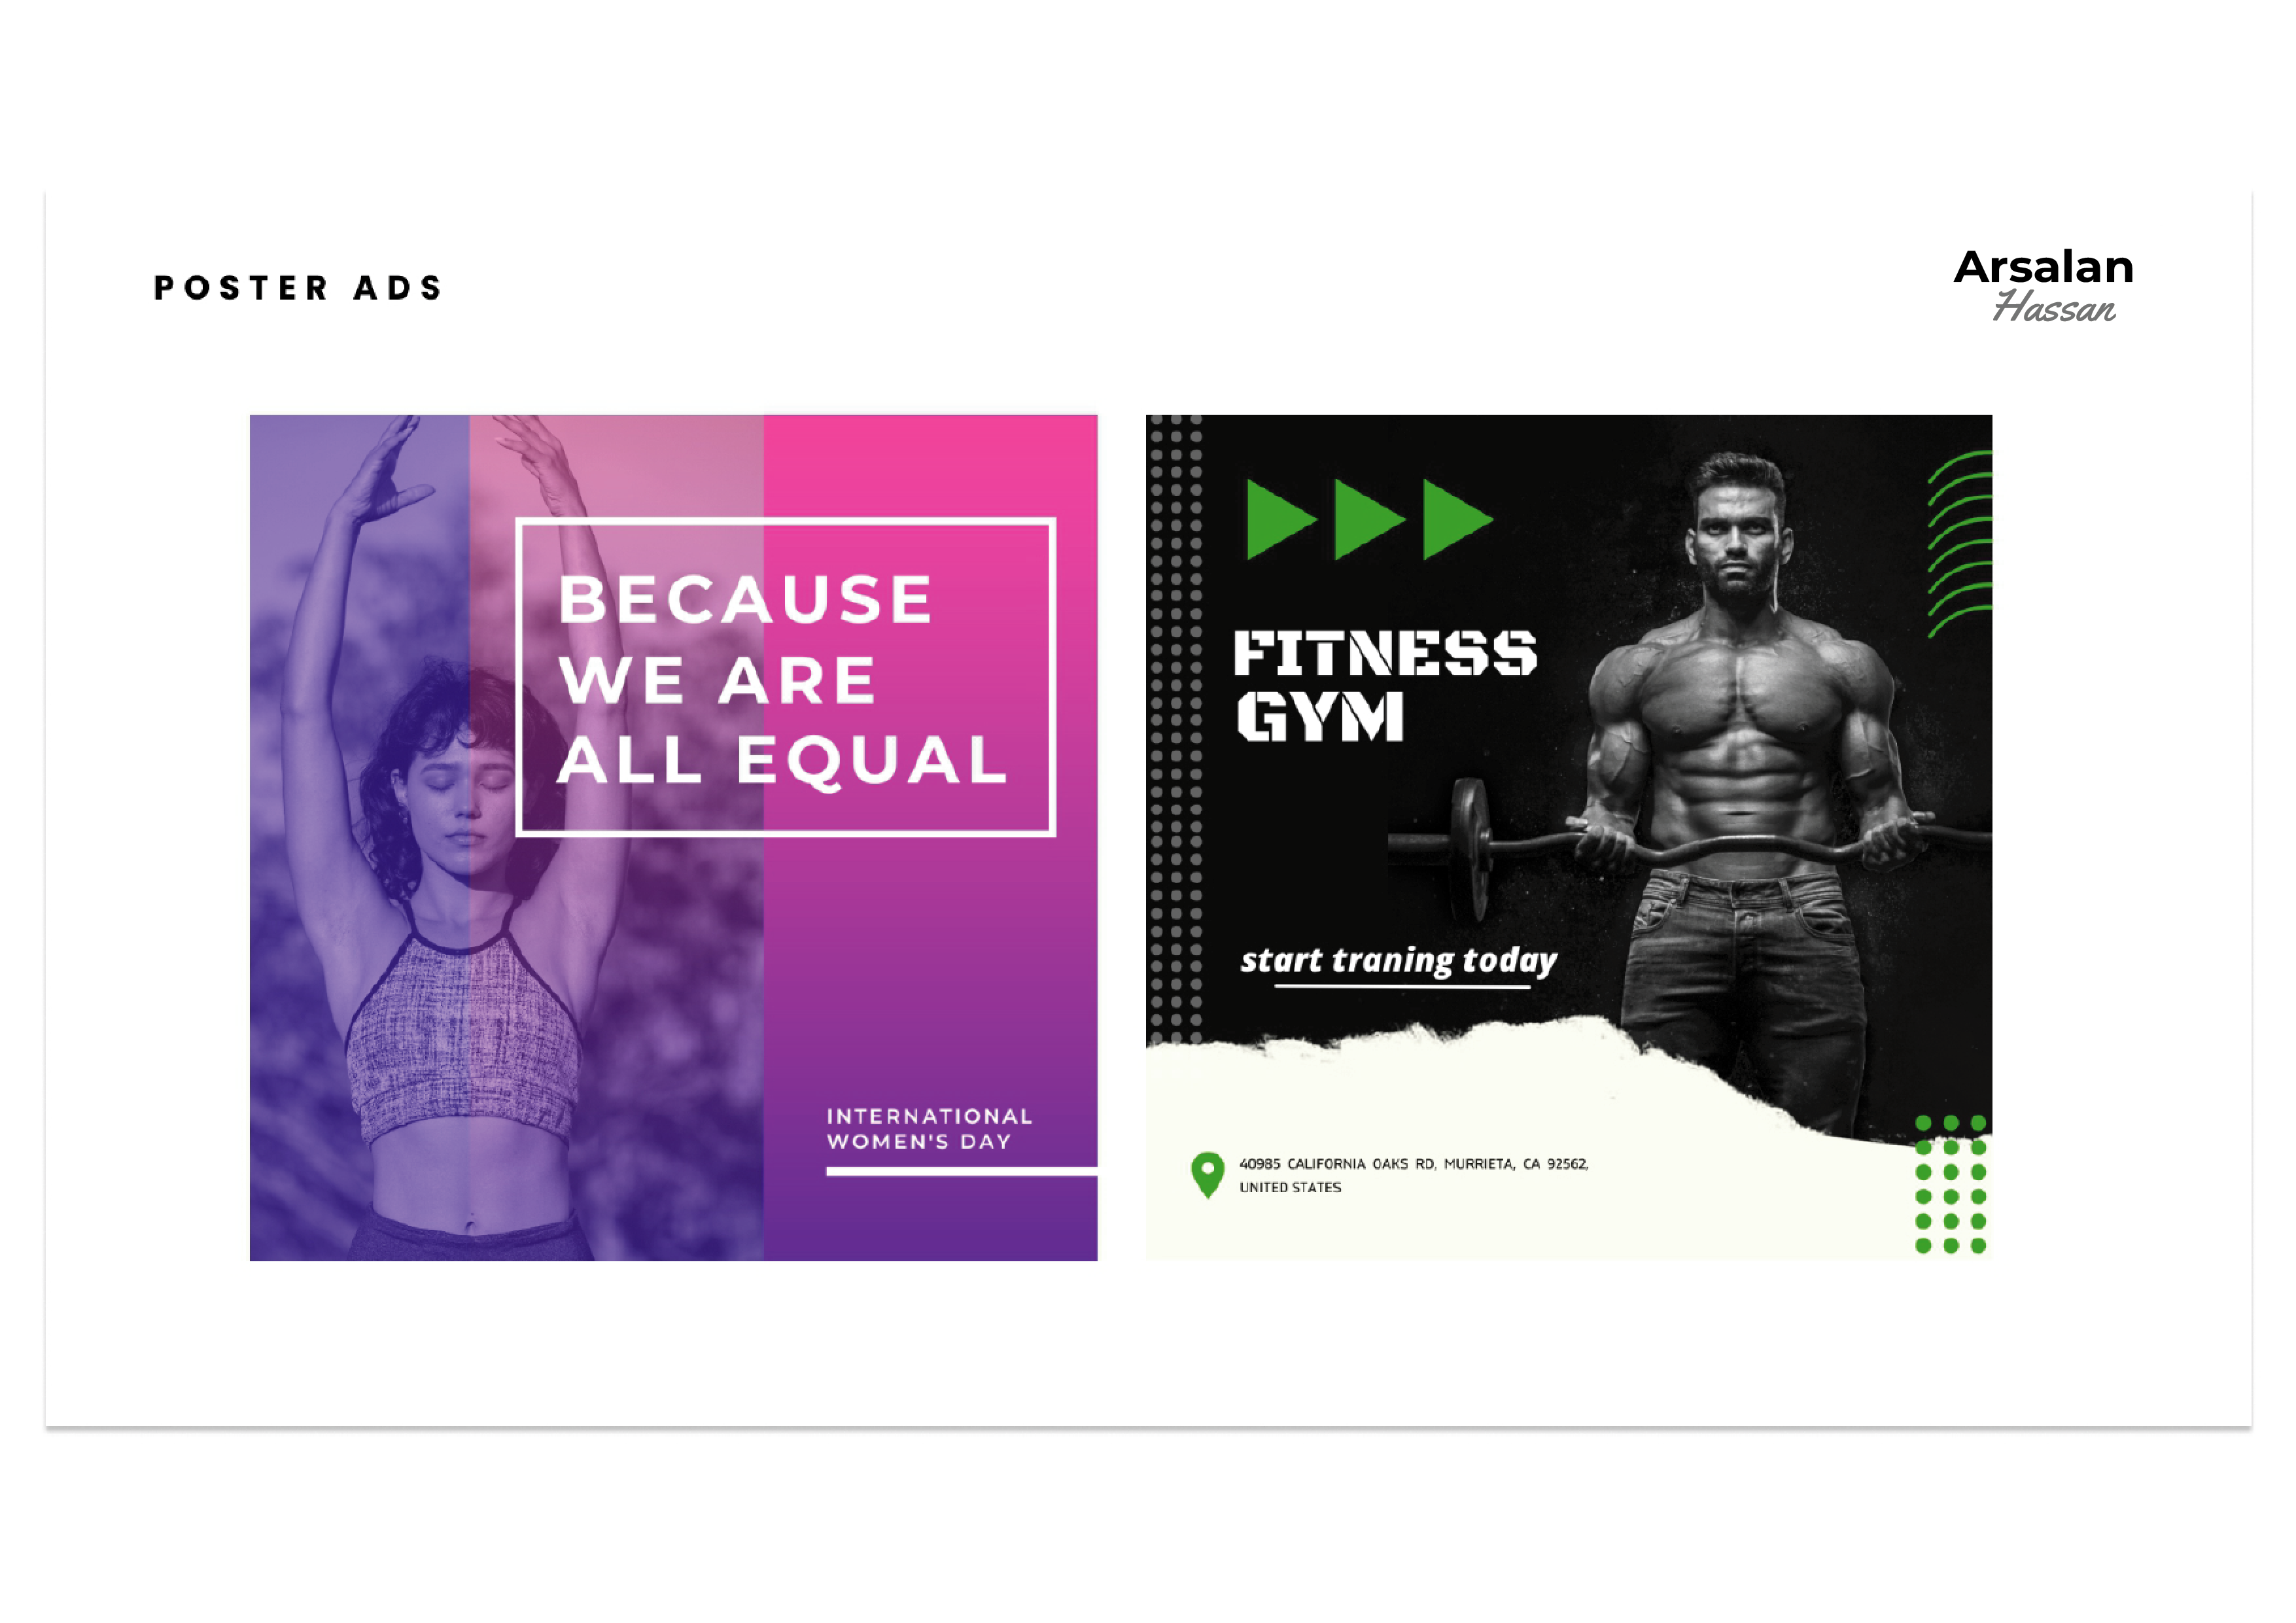 POSTER ADS
Arsalan
Hassan
BECAUSE
WE ARE
ALL EQUAL
INTERNATIONAL
WOMEN'S DAY
FITNESS
GYM
start traning today
40985 CALIFORNIA OAKS RD, MURRIETA, CA 92562,
UNITED STATES